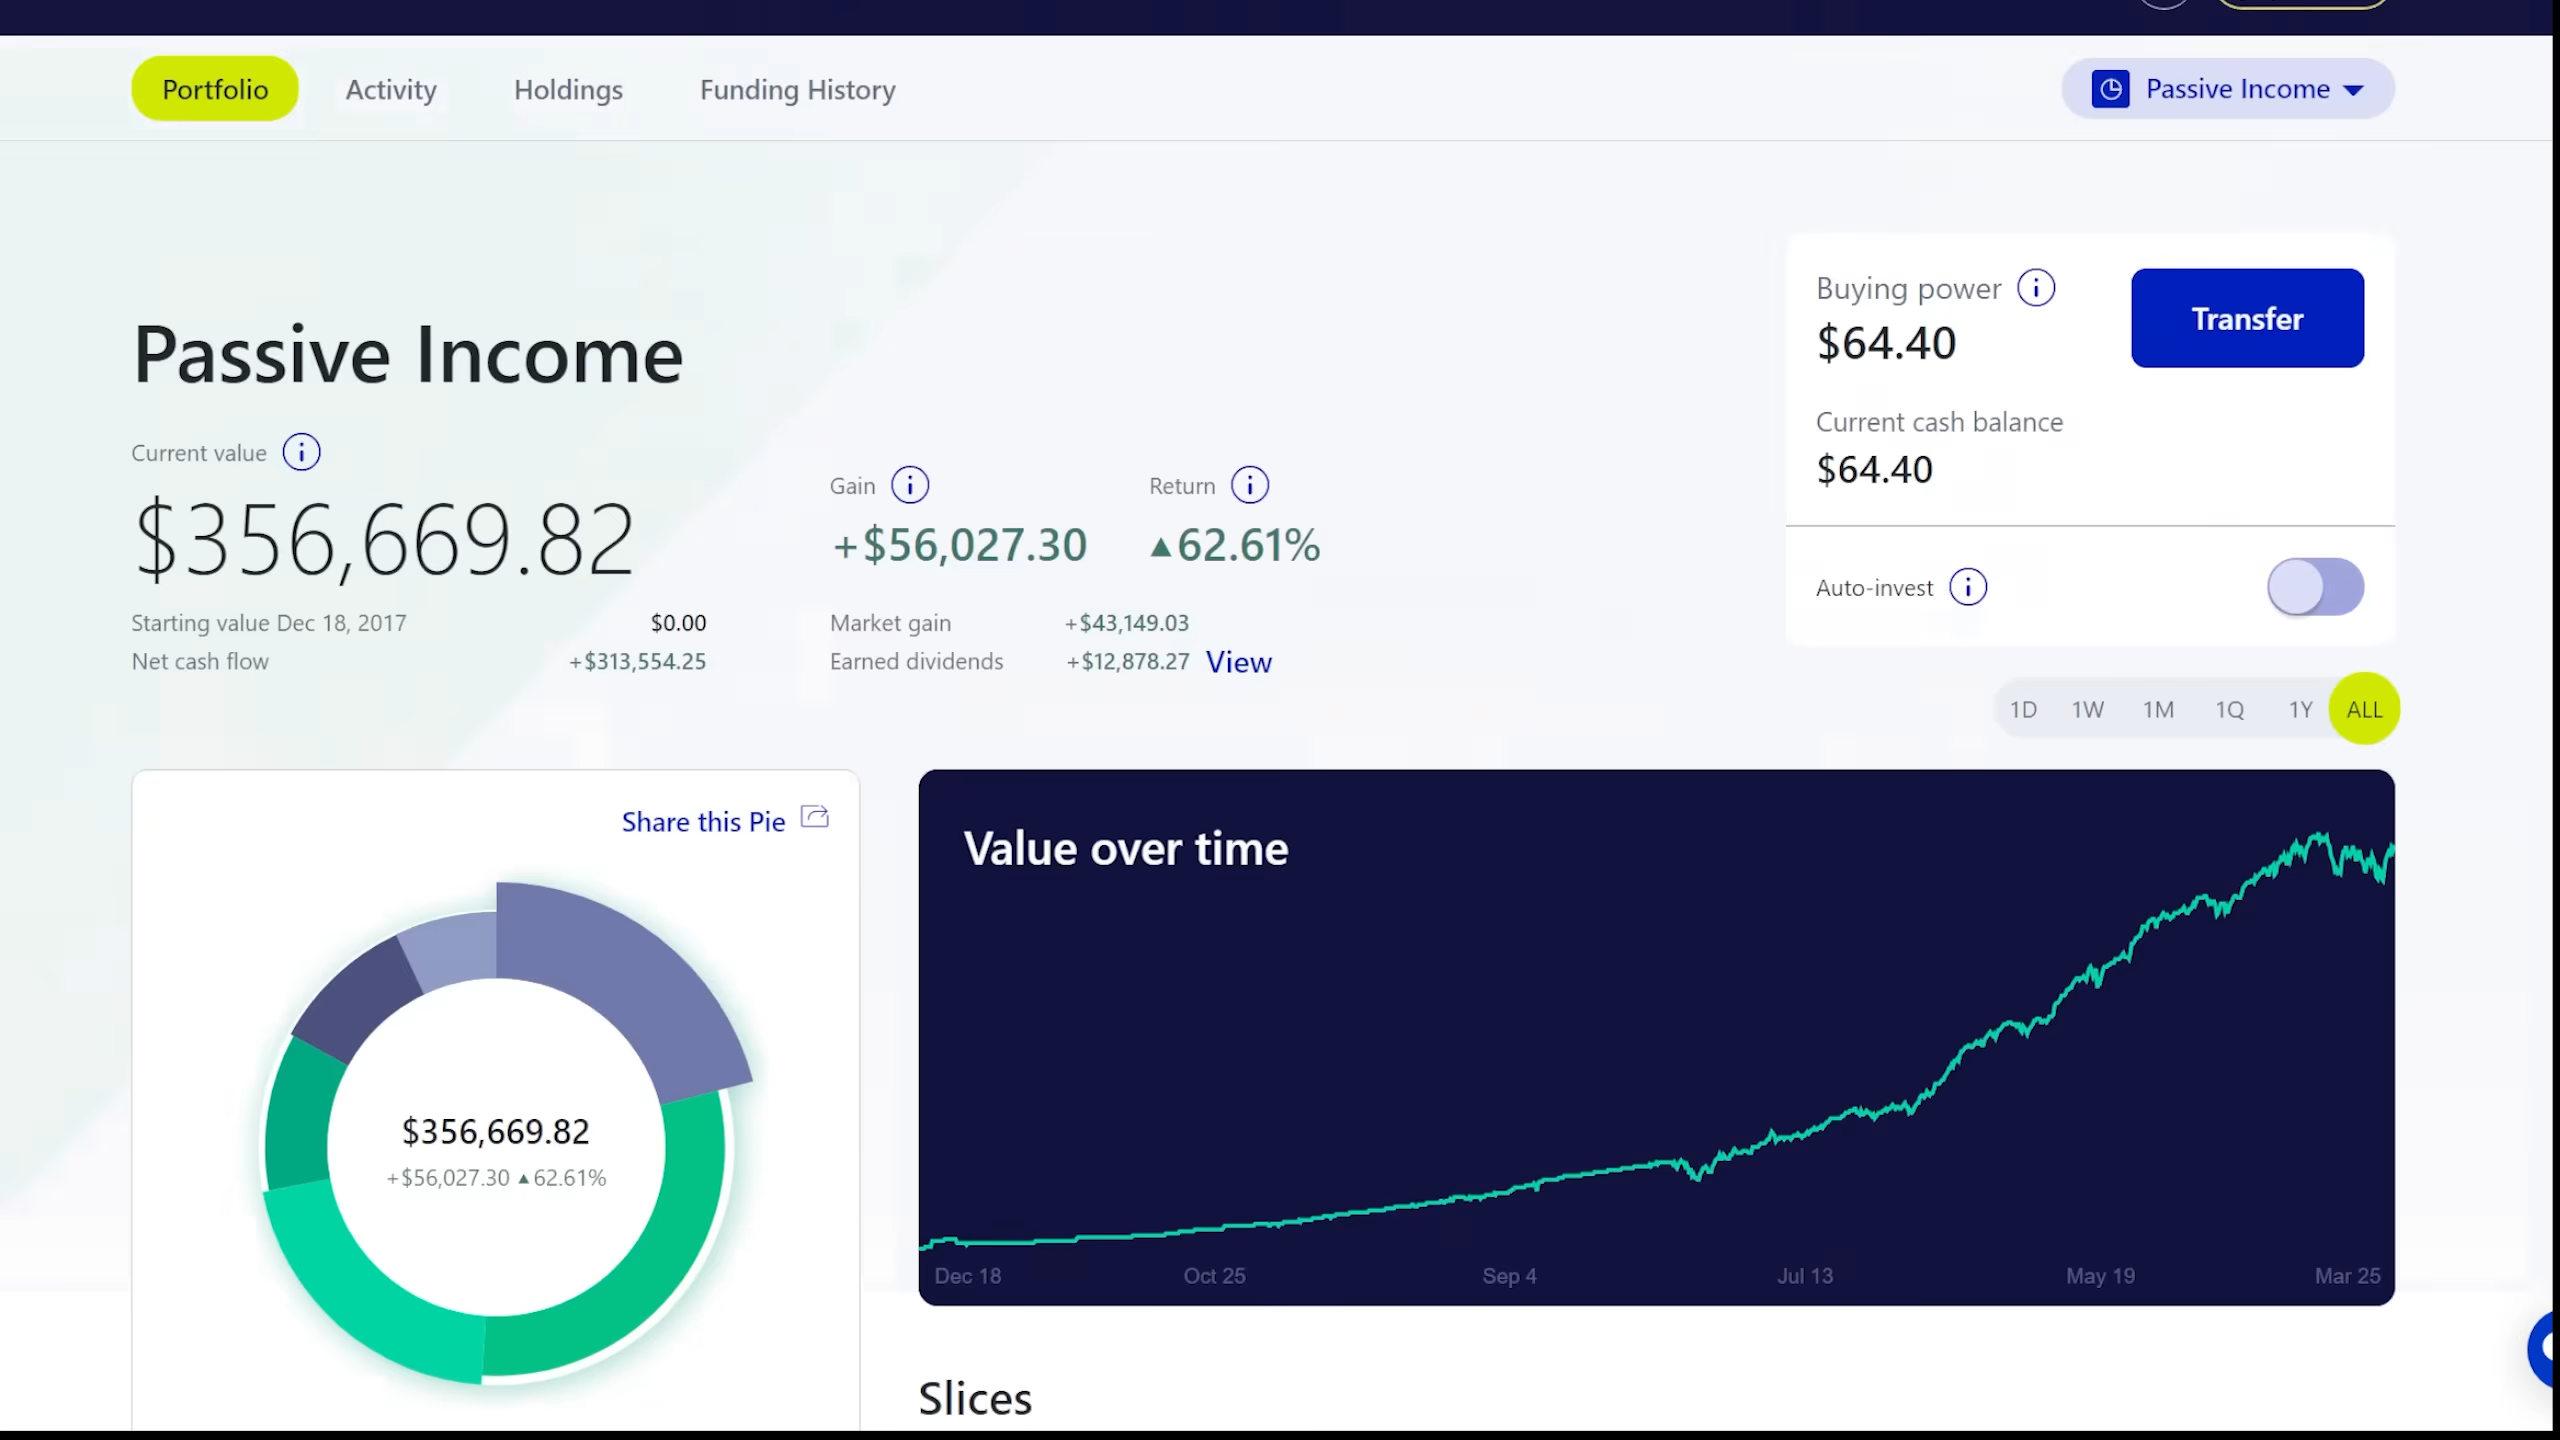 Portfolio Activity Holdings Funding History Passive Income
Passive Income
Current value
$356,669.82
Starting value Dec 18, 2017 $0.00
Net cash flow +$313,554.25
Gain Return
+$56,027.30 ▲62.61%
Market gain +$43,149.03
Earned dividends +$12,878.27 View
Buying power
$64.40
Transfer
Current cash balance
$64.40
Auto-invest
1D 1W 1M 1Q 1Y ALL
Share this Pie
$356,669.82
+$56,027.30 ▲62.61%
Value over time
Dec 18 Oct 25 Sep 4 Jul 13 May 19 Mar 25
Slices